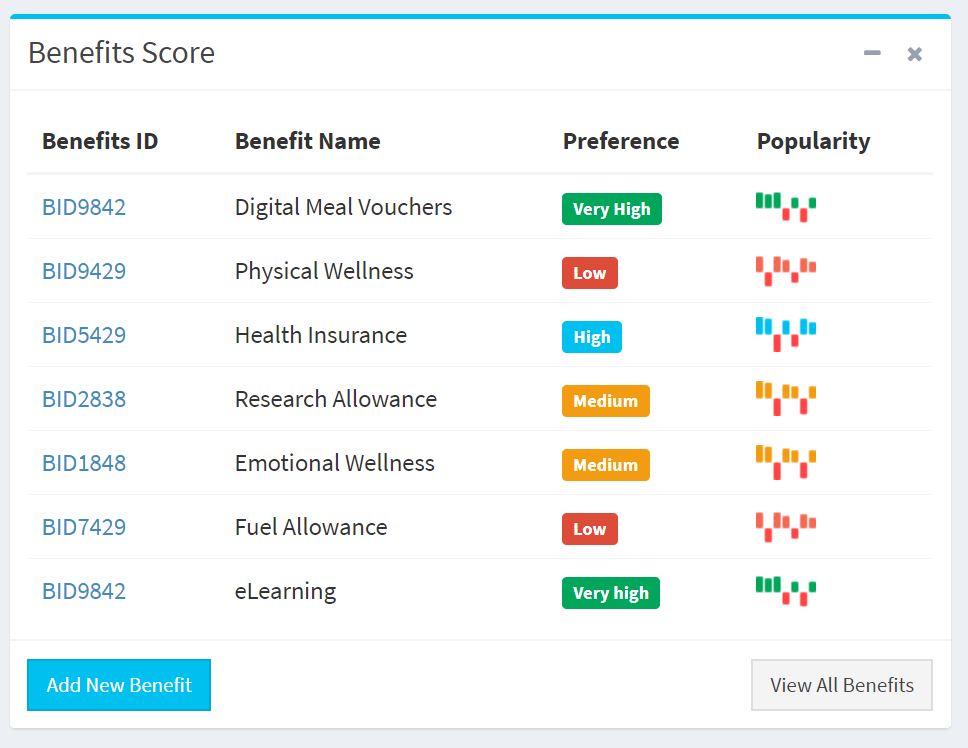 Benefits Score
Benefits ID Benefit Name Preference Popularity
BID9842 Digital Meal Vouchers Very High
BID9429 Physical Wellness Low
BID5429 Health Insurance High
BID2838 Research Allowance Medium
BID1848 Emotional Wellness Medium
BID7429 Fuel Allowance Low
BID9842 eLearning Very high
Add New Benefit View All Benefits